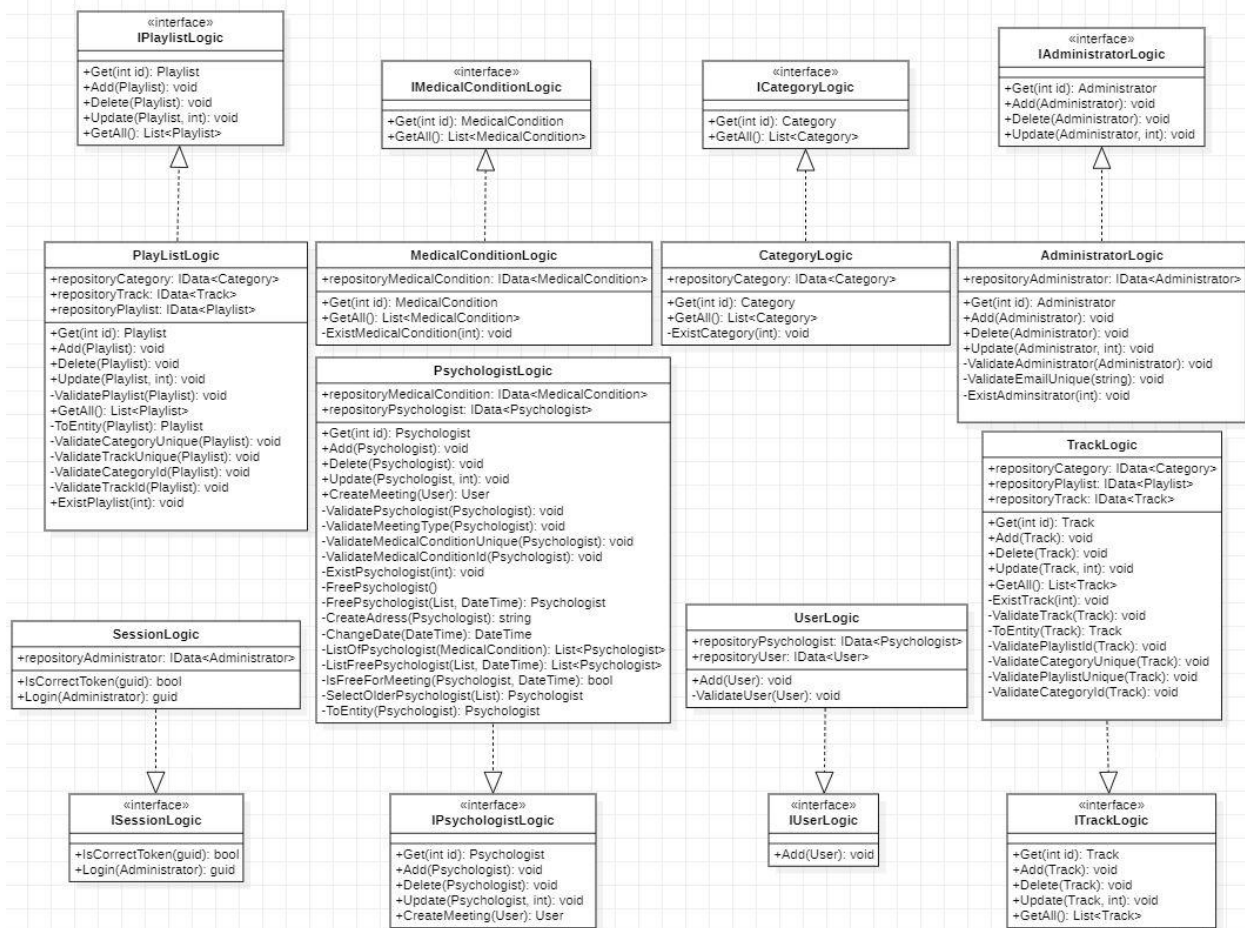 «interface»
IPlaylistLogic
+Get(int id): Playlist
+Add(Playlist): void
+Delete(Playlist): void
+Update(Playlist, int): void
+GetAll(): List<Playlist>
«interface»
IMedicalConditionLogic
+Get(int id): MedicalCondition
+GetAll(): List<MedicalCondition>
«interface»
ICategoryLogic
+Get(int id): Category
+GetAll(): List<Category>
«interface»
IAdministratorLogic
+Get(int id): Administrator
+Add(Administrator): void
+Delete(Administrator): void
+Update(Administrator, int): void
PlayListLogic
+repositoryCategory: IData<Category>
+repositoryTrack: IData<Track>
+repositoryPlaylist: IData<Playlist>
+Get(int id): Playlist
+Add(Playlist): void
+Delete(Playlist): void
+Update(Playlist, int): void
-ValidatePlaylist(Playlist): void
+GetAll(): List<Playlist>
-ToEntity(Playlist): Playlist
-ValidateCategoryUnique(Playlist): void
-ValidateTrackUnique(Playlist): void
-ValidateCategoryId(Playlist): void
-ValidateTrackId(Playlist): void
+ExistPlaylist(int): void
MedicalConditionLogic
+repositoryMedicalCondition: IData<MedicalCondition>
+Get(int id): MedicalCondition
+GetAll(): List<MedicalCondition>
-ExistMedicalCondition(int): void
CategoryLogic
+repositoryCategory: IData<Category>
+Get(int id): Category
+GetAll(): List<Category>
-ExistCategory(int): void
AdministratorLogic
+repositoryAdministrator: IData<Administrator>
+Get(int id): Administrator
+Add(Administrator): void
+Delete(Administrator): void
+Update(Administrator, int): void
-ValidateAdministrator(Administrator): void
-ValidateEmailUnique(string): void
-ExistAdminsitrator(int): void
PsychologistLogic
+repositoryMedicalCondition: IData<MedicalCondition>
+repositoryPsychologist: IData<Psychologist>
+Get(int id): Psychologist
+Add(Psychologist): void
+Delete(Psychologist): void
+Update(Psychologist, int): void
+CreateMeeting(User): User
-ValidatePsychologist(Psychologist): void
-ValidateMeetingType(Psychologist): void
-ValidateMedicalConditionUnique(Psychologist): void
-ValidateMedicalConditionId(Psychologist): void
-ExistPsychologist(int): void
-FreePsychologist()
-FreePsychologist(List, DateTime): Psychologist
-CreateAdress(Psychologist): string
-ChangeDate(DateTime): DateTime
-ListOfPsychologist(MedicalCondition): List<Psychologist>
-ListFreePsychologist(List, DateTime): List<Psychologist>
-IsFreeForMeeting(Psychologist, DateTime): bool
-SelectOlderPsychologist(List): Psychologist
-ToEntity(Psychologist): Psychologist
TrackLogic
+repositoryCategory: IData<Category>
+repositoryPlaylist: IData<Playlist>
+repositoryTrack: IData<Track>
+Get(int id): Track
+Add(Track): void
+Delete(Track): void
+Update(Track, int): void
+GetAll(): List<Track>
-ExistTrack(int): void
-ValidateTrack(Track): void
-ToEntity(Track): Track
-ValidatePlaylistId(Track): void
-ValidateCategoryUnique(Track): void
-ValidatePlaylistUnique(Track): void
-ValidateCategoryId(Track): void
SessionLogic
+repositoryAdministrator: IData<Administrator>
+IsCorrectToken(guid): bool
+Login(Administrator): guid
UserLogic
+repositoryPsychologist: IData<Psychologist>
+repositoryUser: IData<User>
+Add(User): void
-ValidateUser(User): void
«interface»
ISessionLogic
+IsCorrectToken(guid): bool
+Login(Administrator): guid
«interface»
IPsychologistLogic
+Get(int id): Psychologist
+Add(Psychologist): void
+Delete(Psychologist): void
+Update(Psychologist, int): void
+CreateMeeting(User): User
«interface»
IUserLogic
+Add(User): void
«interface»
ITrackLogic
+Get(int id): Track
+Add(Track): void
+Delete(Track): void
+Update(Track, int): void
+GetAll(): List<Track>